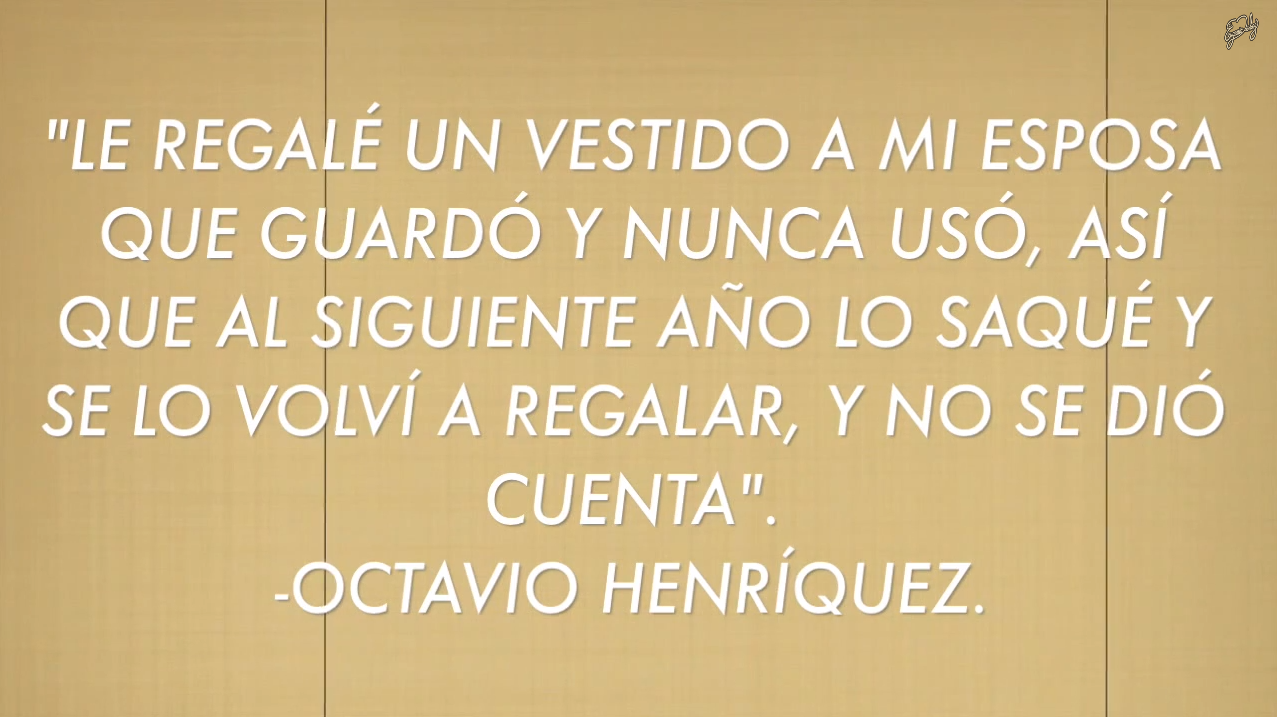 "LE REGALÉ UN VESTIDO A MI ESPOSA
QUE GUARDÓ Y NUNCA USÓ, ASÍ
QUE AL SIGUIENTE AÑO LO SAQUÉ Y
SE LO VOLVÍ A REGALAR, Y NO SE DIÓ
CUENTA".
-OCTAVIO HENRÍQUEZ.